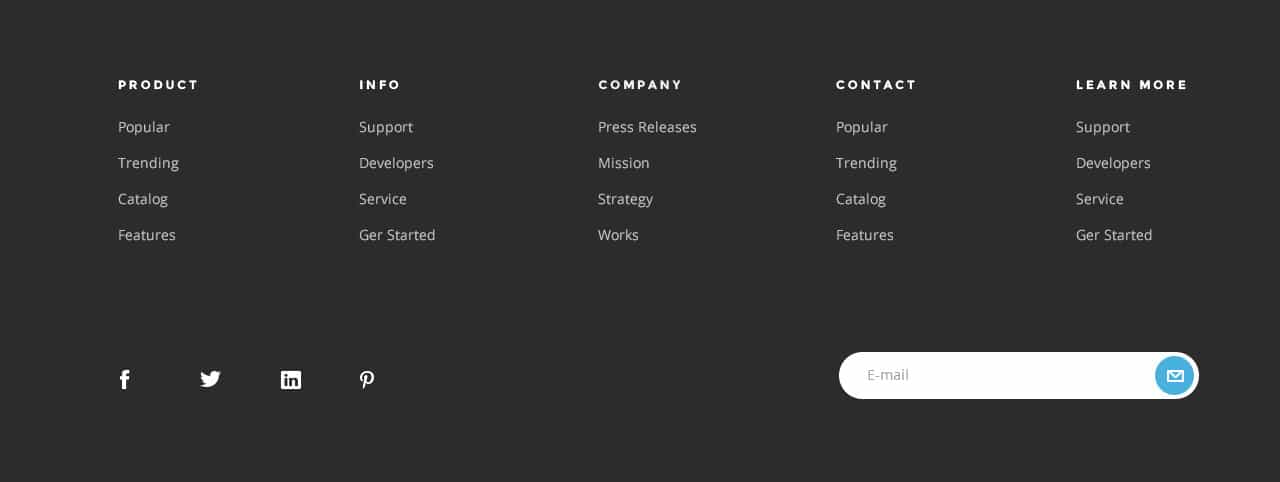 PRODUCT
Popular
Trending
Catalog
Features
INFO
Support
Developers
Service
Ger Started
COMPANY
Press Releases
Mission
Strategy
Works
CONTACT
Popular
Trending
Catalog
Features
LEARN MORE
Support
Developers
Service
Ger Started
E-mail